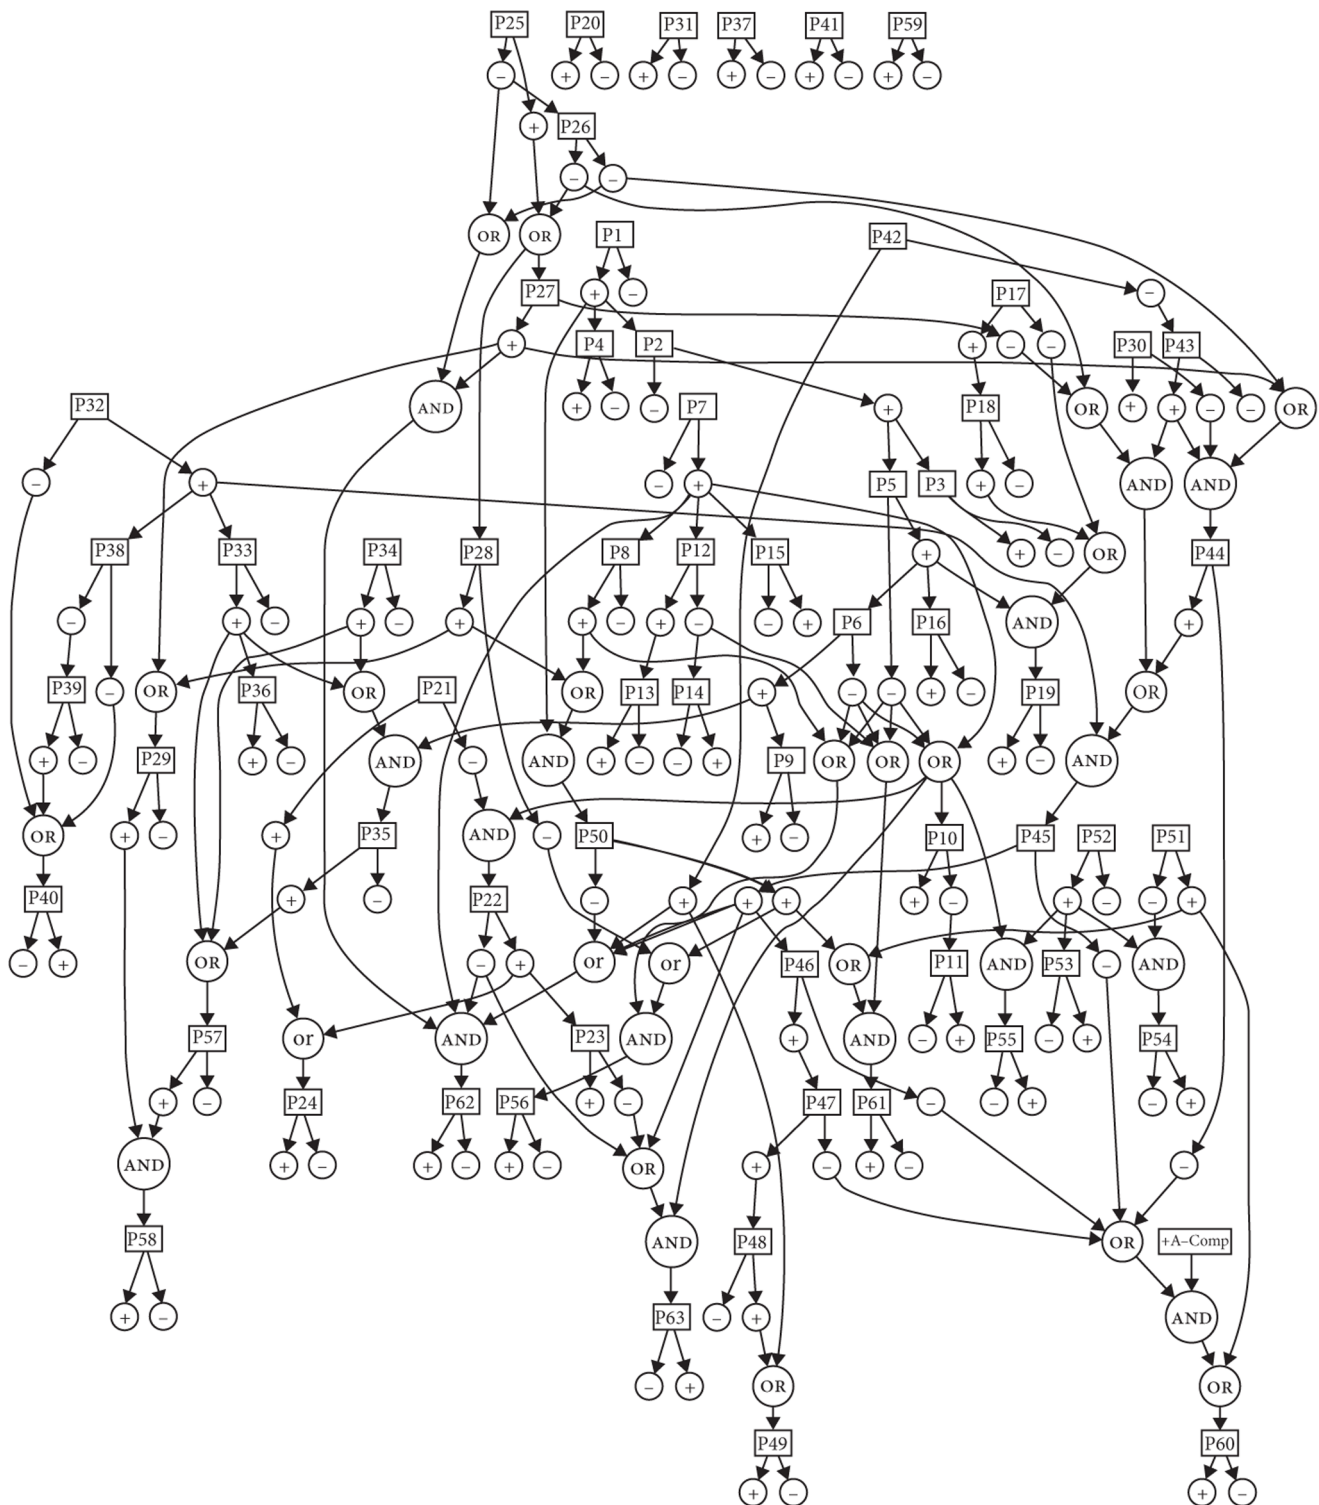 P25 P20 P31 P37 P41 P59
− + − + − + − + − + −
+ P26
− −
OR OR P1 P42
P27 + − P17 −
+ P4 P2 + − − P30 P43
P32 AND + − − P7 + P18 OR + + − − OR
− + − + P5 P3 + − AND AND
P38 P33 P34 P28 P8 P12 P15 + + − OR P44
− + − + − + + − + − − + P6 P16 AND +
P39 − OR P36 OR P21 OR P13 P14 + − − + − P19 OR
+ − P29 + − AND − AND + − − + P9 OR OR OR + − AND
OR + − + P35 AND − P50 + − P10 P45 P52 P51
P40 + − P22 − + + + + − + − − +
− + OR − + or or P46 OR P11 AND P53 − AND
P57 or AND P23 AND + AND − + P55 − + P54
+ − P24 P62 P56 + − P47 P61 − − + − +
AND + − + − + − OR + − + − −
P58 AND P48 OR +A−Comp
+ − P63 − + AND
− + OR OR
P49 P60
+ − + −